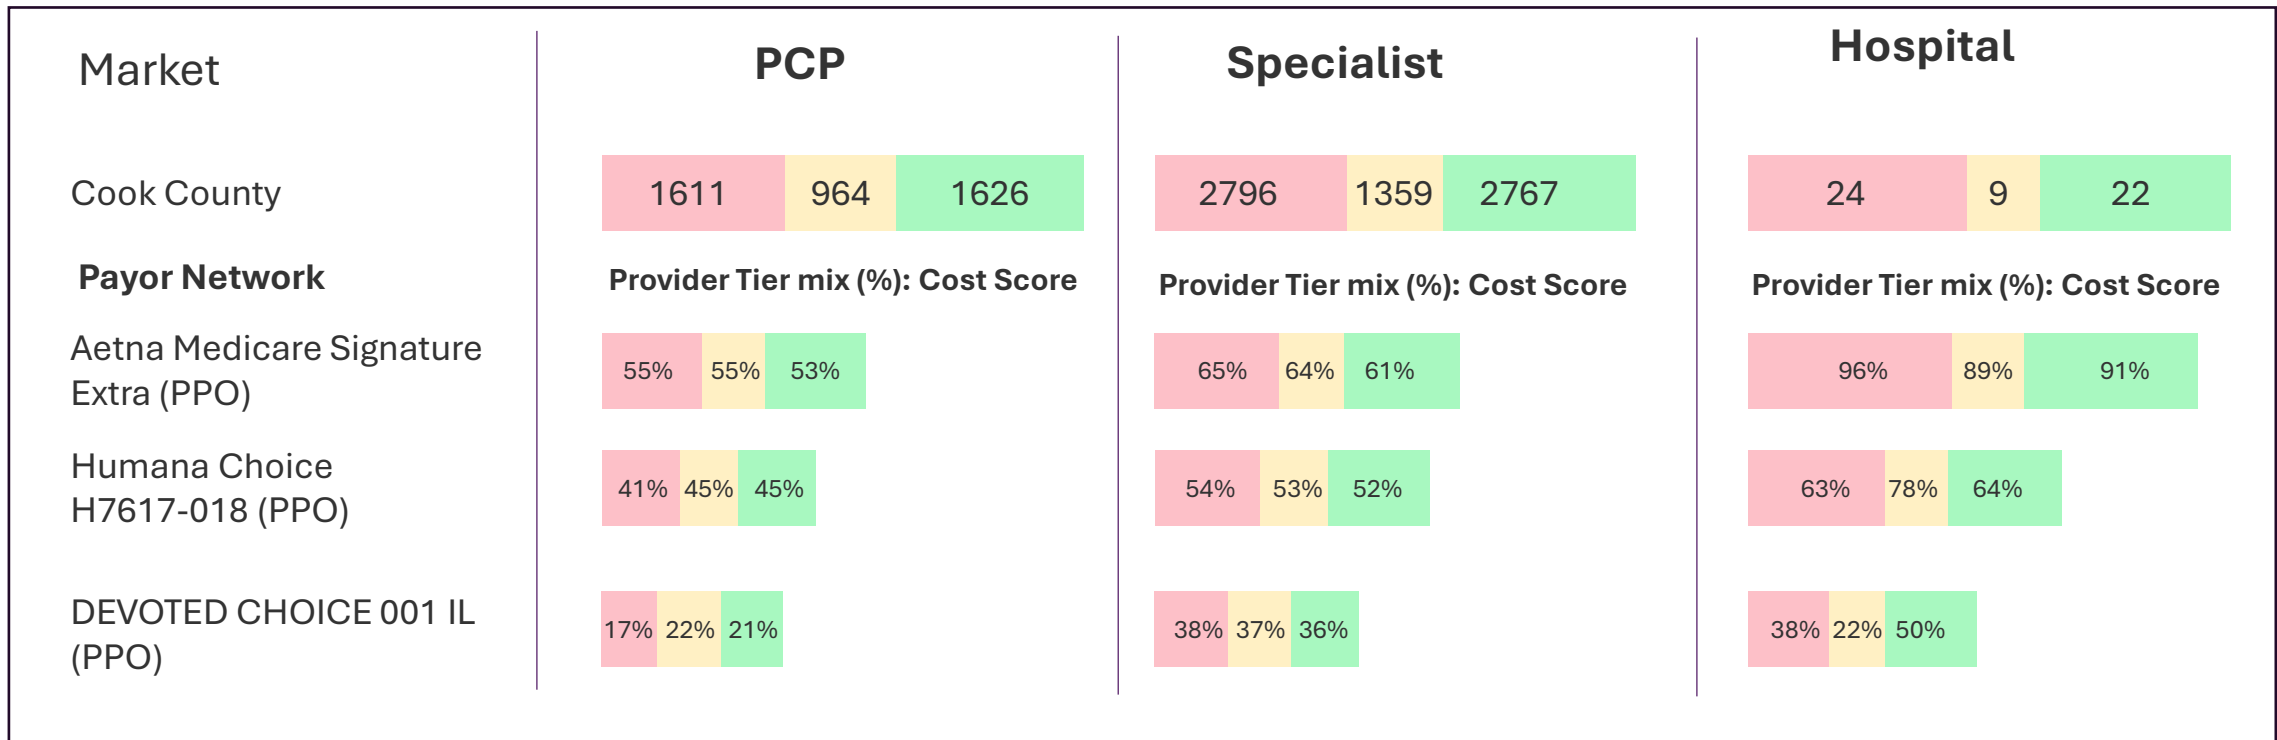 Market PCP Specialist Hospital
Cook County 1611 964 1626 2796 1359 2767 24 9 22
Payor Network Provider Tier mix (%): Cost Score Provider Tier mix (%): Cost Score Provider Tier mix (%): Cost Score
Aetna Medicare Signature
Extra (PPO)
55% 55% 53% 65% 64% 61% 96% 89% 91%
Humana Choice
H7617-018 (PPO)
41% 45% 45% 54% 53% 52% 63% 78% 64%
DEVOTED CHOICE 001 IL
(PPO)
17% 22% 21% 38% 37% 36% 38% 22% 50%